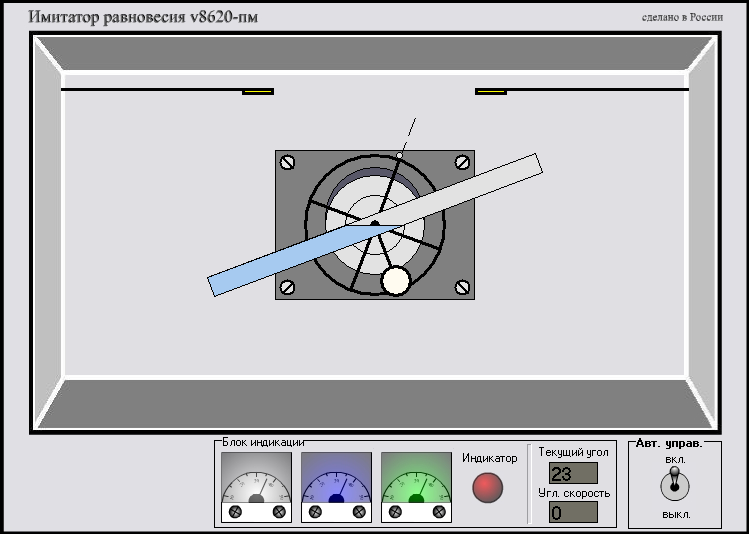 Имитатор равновесия v8620-пм
сделано в России
Блок индикации
Индикатор
Текущий угол
23
Угл. скорость
0
Авт. управ.
вкл.
выкл.